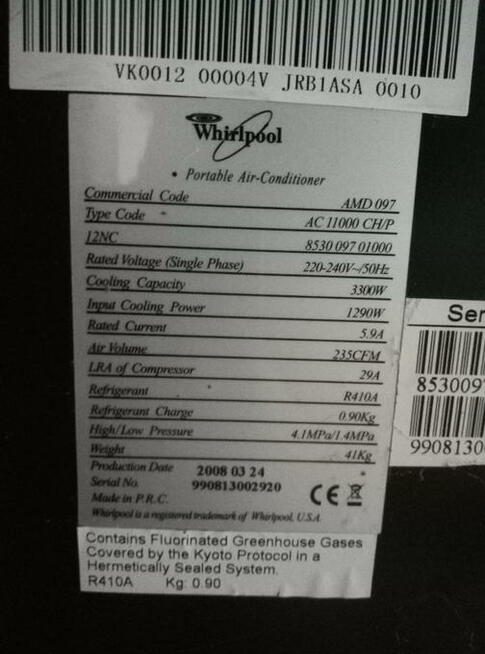 VK0012 00004V JRB1ASA 0010
Whirlpool
• Portable Air-Conditioner
Commercial Code AMD 097
Type Code AC 11000 CH/P
12NC 8530 097 01000
Rated Voltage (Single Phase) 220-240V~/50Hz
Cooling Capacity 3300W
Input Cooling Power 1290W
Rated Current 5.9A
Air Volume 235CFM
LRA of Compressor 29A
Refrigerant R410A
Refrigerant Charge 0.90Kg
High/Low Pressure 4.1MPa/1.4MPa
Weight 41Kg
Production Date 2008 03 24
Serial No. 990813002920
Made in P.R.C. CE
Whirlpool is a registered trademark of Whirlpool, U.S.A
Contains Fluorinated Greenhouse Gases
Covered by the Kyoto Protocol in a
Hermetically Sealed System.
R410A Kg: 0.90
Ser
853009
9908130